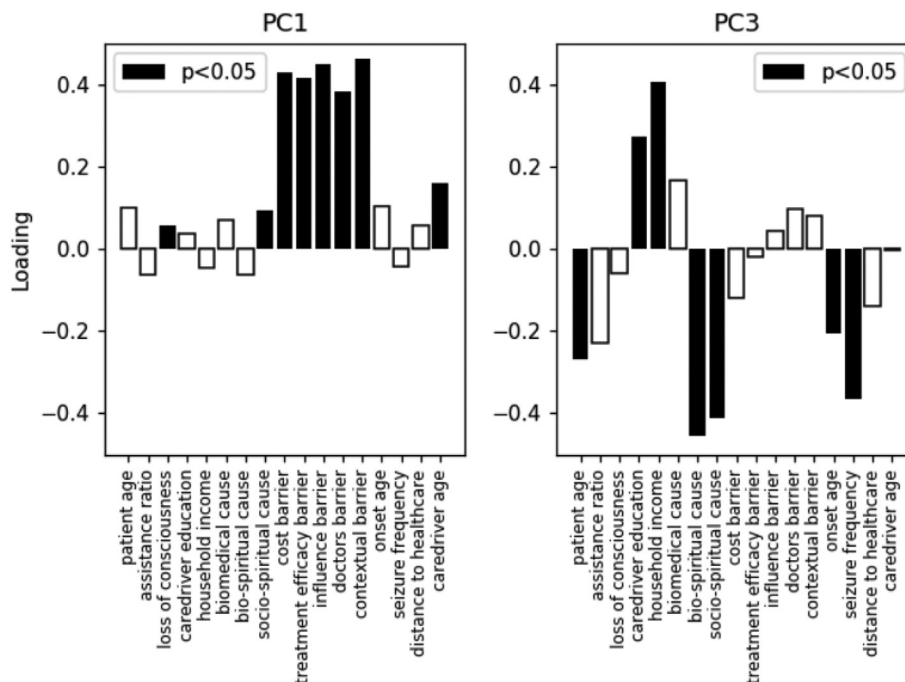 PC1
p<0.05
Loading
0.4
0.2
0.0
−0.2
−0.4
patient age
assistance ratio
loss of consciousness
caredriver education
household income
biomedical cause
bio-spiritual cause
socio-spiritual cause
cost barrier
treatment efficacy barrier
influence barrier
doctors barrier
contextual barrier
onset age
seizure frequency
distance to healthcare
caredriver age
PC3
p<0.05
0.4
0.2
0.0
−0.2
−0.4
patient age
assistance ratio
loss of consciousness
caredriver education
household income
biomedical cause
bio-spiritual cause
socio-spiritual cause
cost barrier
treatment efficacy barrier
influence barrier
doctors barrier
contextual barrier
onset age
seizure frequency
distance to healthcare
caredriver age